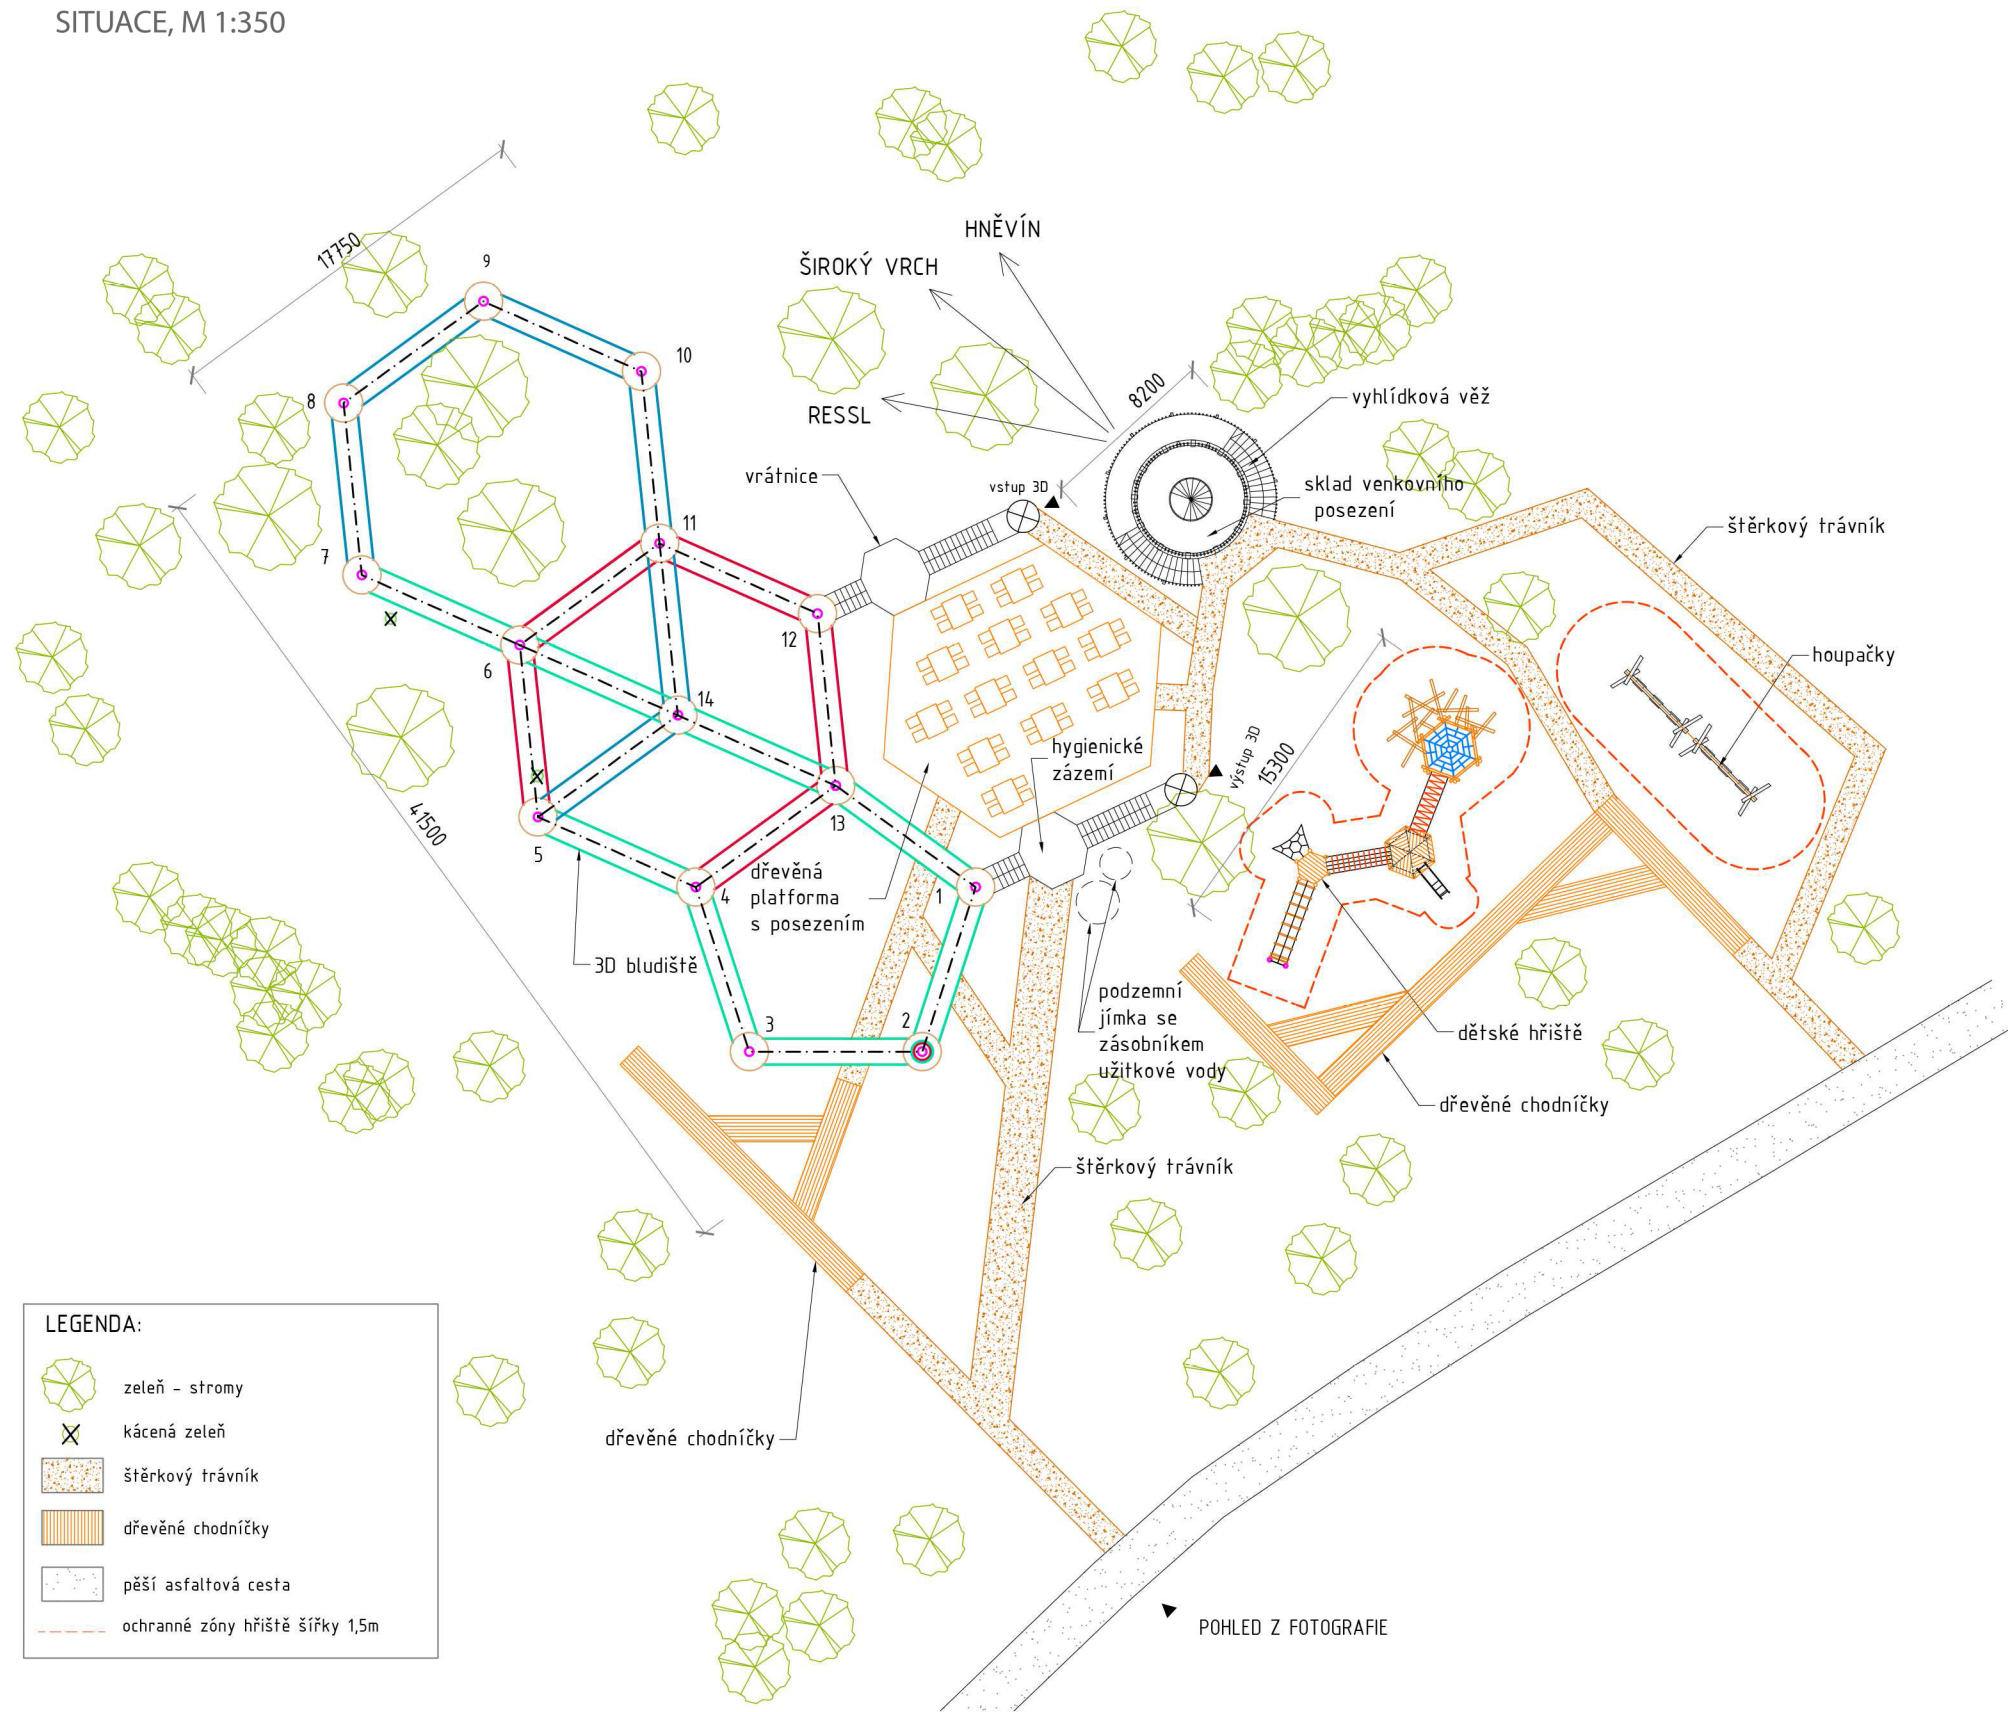 SITUACE, M 1:350
17750
9
HNĚVÍN
ŠIROKÝ VRCH
10
8
RESSL
8200
vyhlídková věž
vrátnice
vstup 3D
sklad venkovního
posezení
11
štěrkový trávník
7
12
6
houpačky
14
hygienické
zázemí
výstup 3D
15300
41500
13
5
dřevěná
platforma
s posezením
4
1
3D bludiště
podzemní
jímka se
zásobníkem
užitkové vody
3
2
dětské hřiště
dřevěné chodníčky
štěrkový trávník
dřevěné chodníčky
LEGENDA:
zeleň - stromy
kácená zeleň
štěrkový trávník
dřevěné chodníčky
pěší asfaltová cesta
ochranné zóny hřiště šířky 1,5m
POHLED Z FOTOGRAFIE